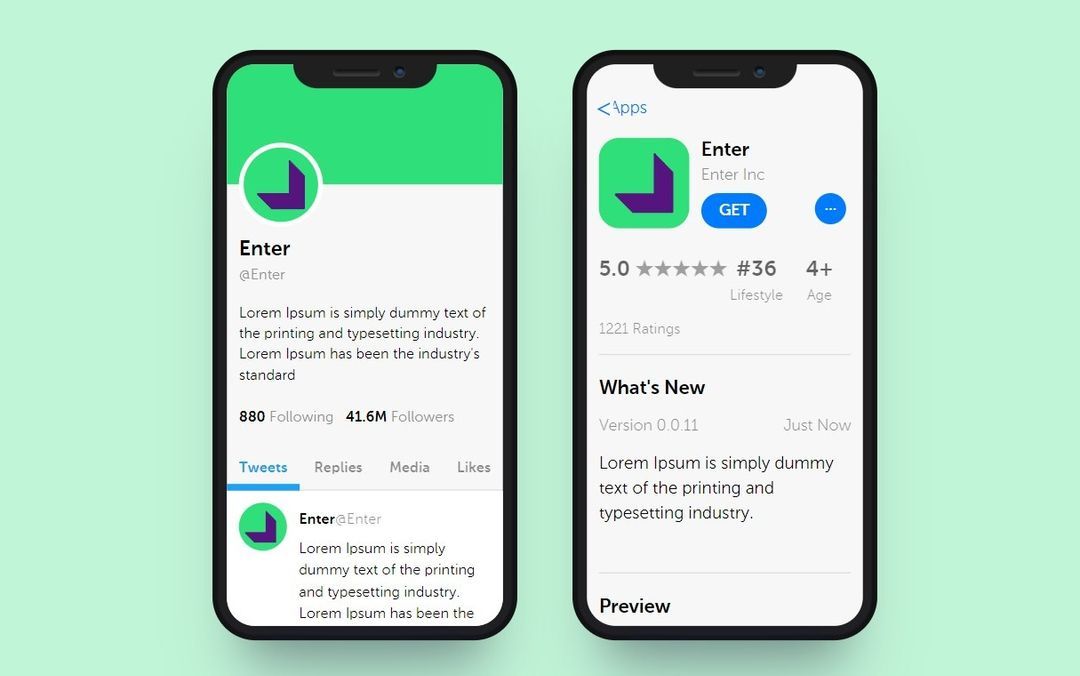 Enter
@Enter
Lorem Ipsum is simply dummy text of
the printing and typesetting industry.
Lorem Ipsum has been the industry's
standard
880 Following 41.6M Followers
Tweets Replies Media Likes
Enter@Enter
Lorem Ipsum is simply
dummy text of the printing
and typesetting industry.
Lorem Ipsum has been the
<Apps
Enter
Enter Inc
GET
...
5.0 ★★★★★ #36 4+
Lifestyle Age
1221 Ratings
What's New
Version 0.0.11 Just Now
Lorem Ipsum is simply dummy
text of the printing and
typesetting industry.
Preview